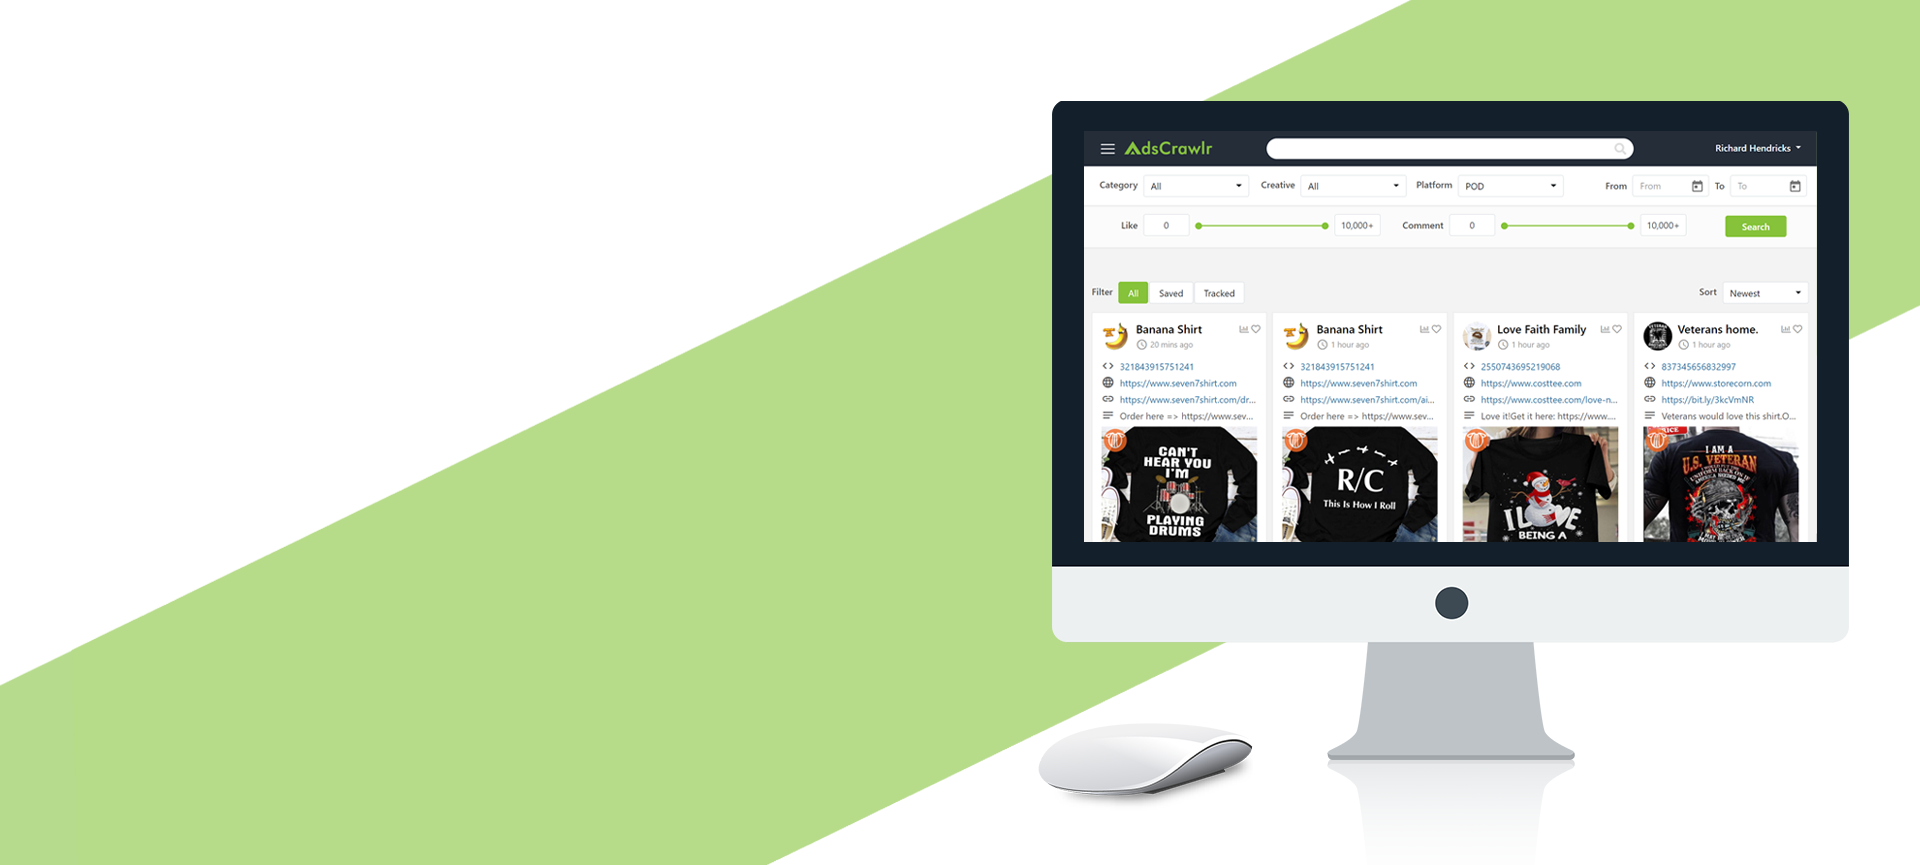 AdsCrawlr
Richard Hendricks
Category All Creative All Platform POD From From To To
Like 0 10,000+ Comment 0 10,000+ Search
Filter All Saved Tracked Sort Newest
Banana Shirt
20 mins ago
321843915751241
https://www.seven7shirt.com
https://www.seven7shirt.com/dr...
Order here => https://www.sev...
CAN'T
HEAR YOU
I'M
PLAYING
DRUMS
Banana Shirt
1 hour ago
321843915751241
https://www.seven7shirt.com
https://www.seven7shirt.com/ai...
Order here => https://www.sev...
R/C
This Is How I Roll
Love Faith Family
1 hour ago
2550743695219068
https://www.costtee.com
https://www.costtee.com/love-n...
Love it!Get it here: https://www....
I LOVE
BEING A
Veterans home.
1 hour ago
837345656832997
https://www.storecorn.com
https://bit.ly/3kcVmNR
Veterans would love this shirt.O...
I AM A
U.S. VETERAN